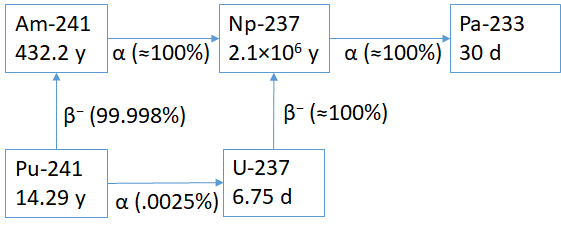 Am-241
432.2 y
α (≈100%)
Np-237
2.1×10⁶ y
α (≈100%)
Pa-233
30 d
β⁻ (99.998%)
β⁻ (≈100%)
Pu-241
14.29 y
α (.0025%)
U-237
6.75 d